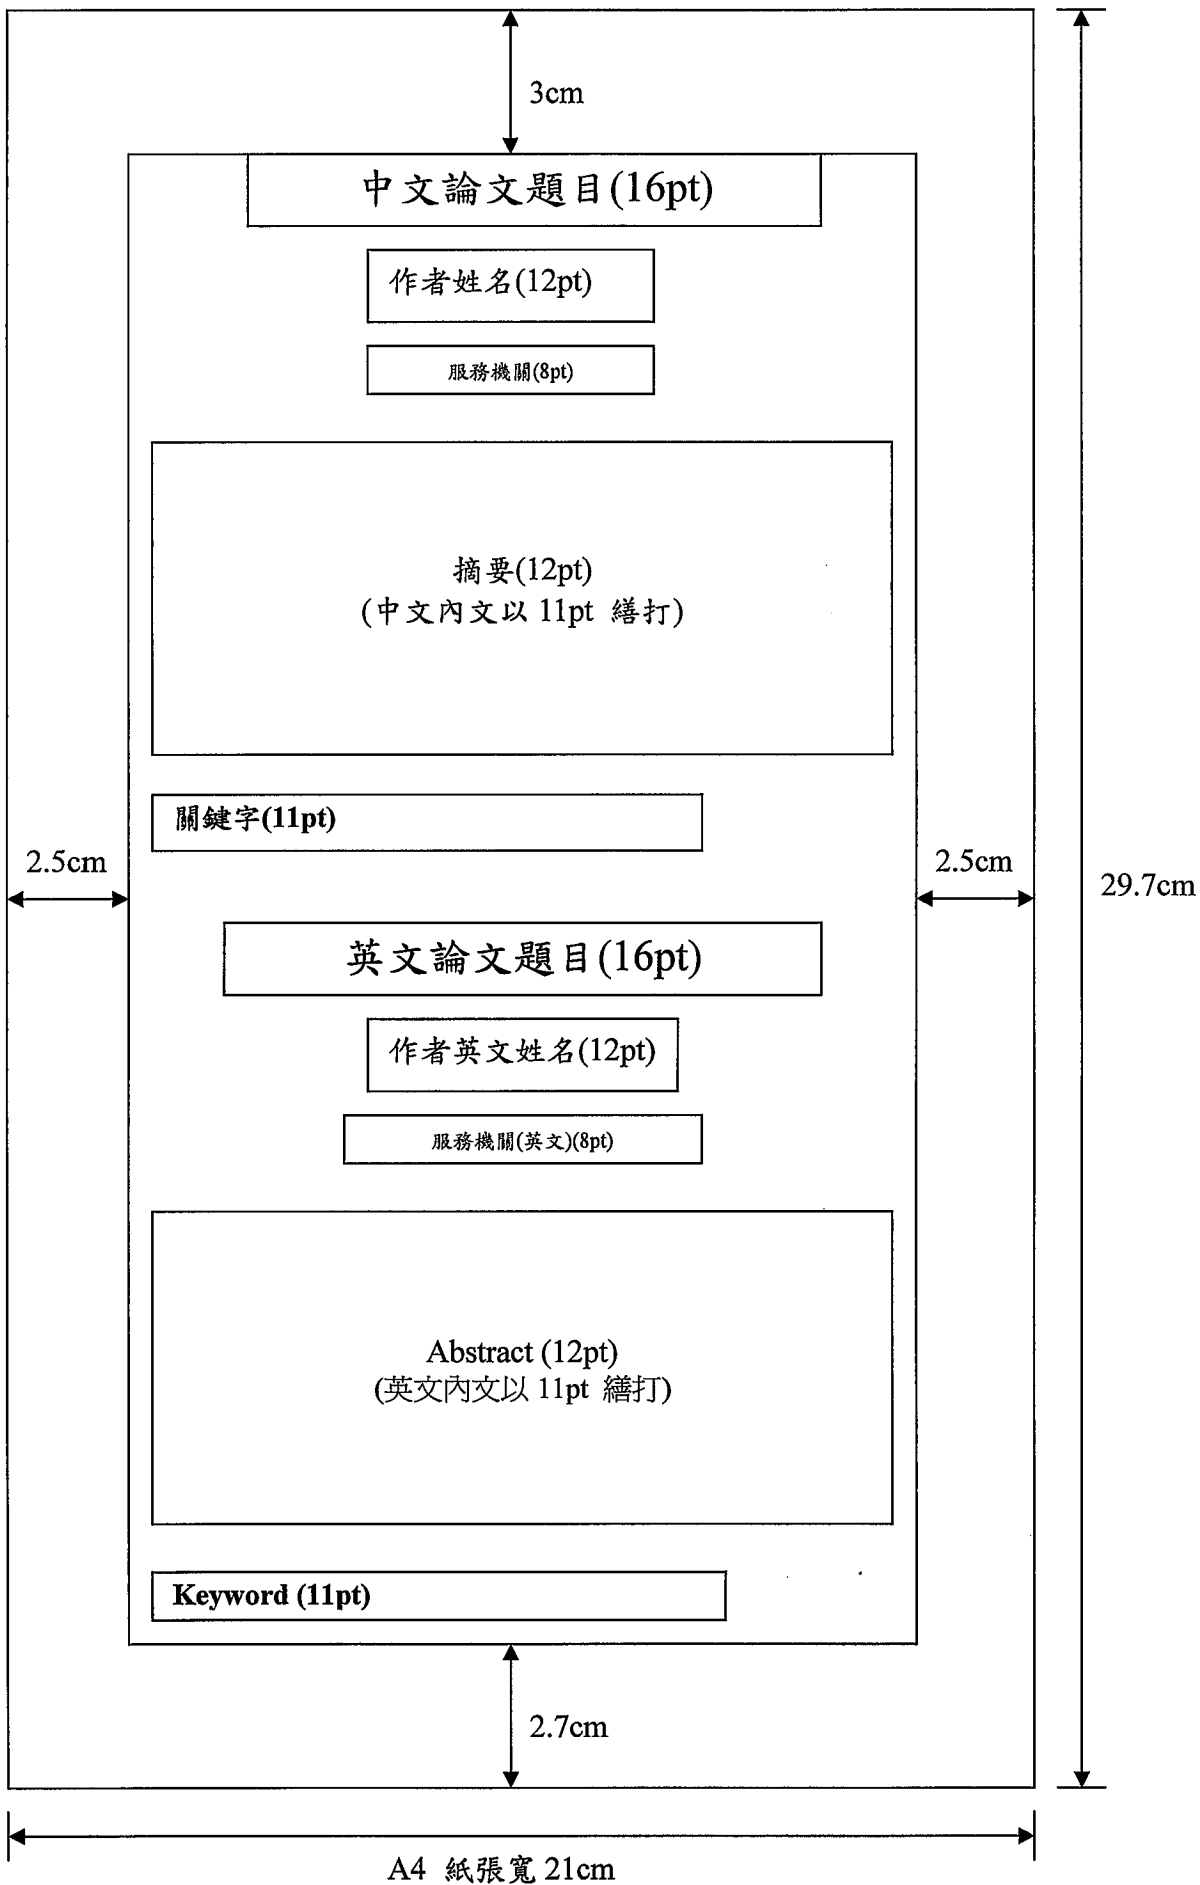 3cm
中文論文題目(16pt)
作者姓名(12pt)
服務機關(8pt)
摘要(12pt)
(中文內文以 11pt 繕打)
關鍵字(11pt)
2.5cm
2.5cm
29.7cm
英文論文題目(16pt)
作者英文姓名(12pt)
服務機關(英文)(8pt)
Abstract (12pt)
(英文內文以 11pt 繕打)
Keyword (11pt)
2.7cm
A4 紙張寬 21cm